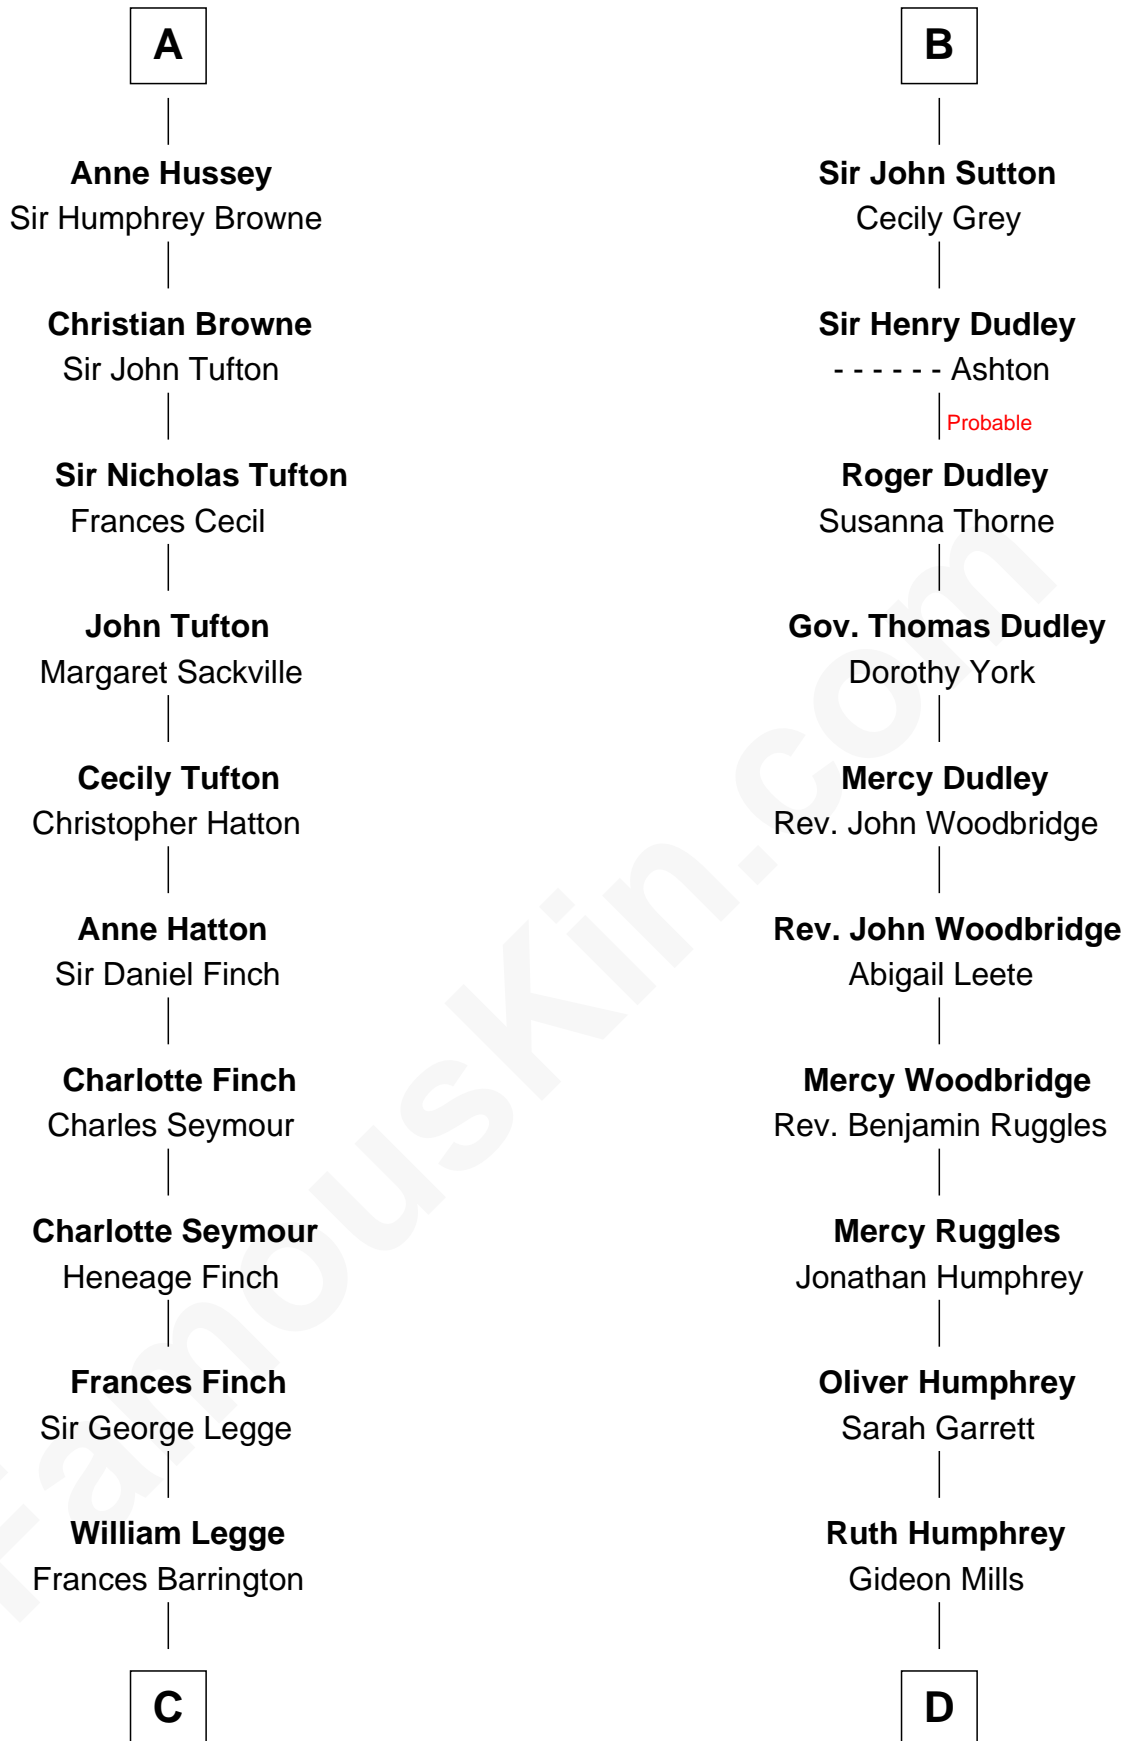 A
Anne Hussey
Sir Humphrey Browne
Christian Browne
Sir John Tufton
Sir Nicholas Tufton
Frances Cecil
John Tufton
Margaret Sackville
Cecily Tufton
Christopher Hatton
Anne Hatton
Sir Daniel Finch
Charlotte Finch
Charles Seymour
Charlotte Seymour
Heneage Finch
Frances Finch
Sir George Legge
William Legge
Frances Barrington
C
B
Sir John Sutton
Cecily Grey
Sir Henry Dudley
- - - - - - Ashton
Probable
Roger Dudley
Susanna Thorne
Gov. Thomas Dudley
Dorothy York
Mercy Dudley
Rev. John Woodbridge
Rev. John Woodbridge
Abigail Leete
Mercy Woodbridge
Rev. Benjamin Ruggles
Mercy Ruggles
Jonathan Humphrey
Oliver Humphrey
Sarah Garrett
Ruth Humphrey
Gideon Mills
D
FamousKin.com